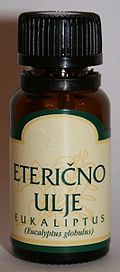 ETERIČNO
ULJE
EUKALIPTUS
(Eucalyptus globulus)